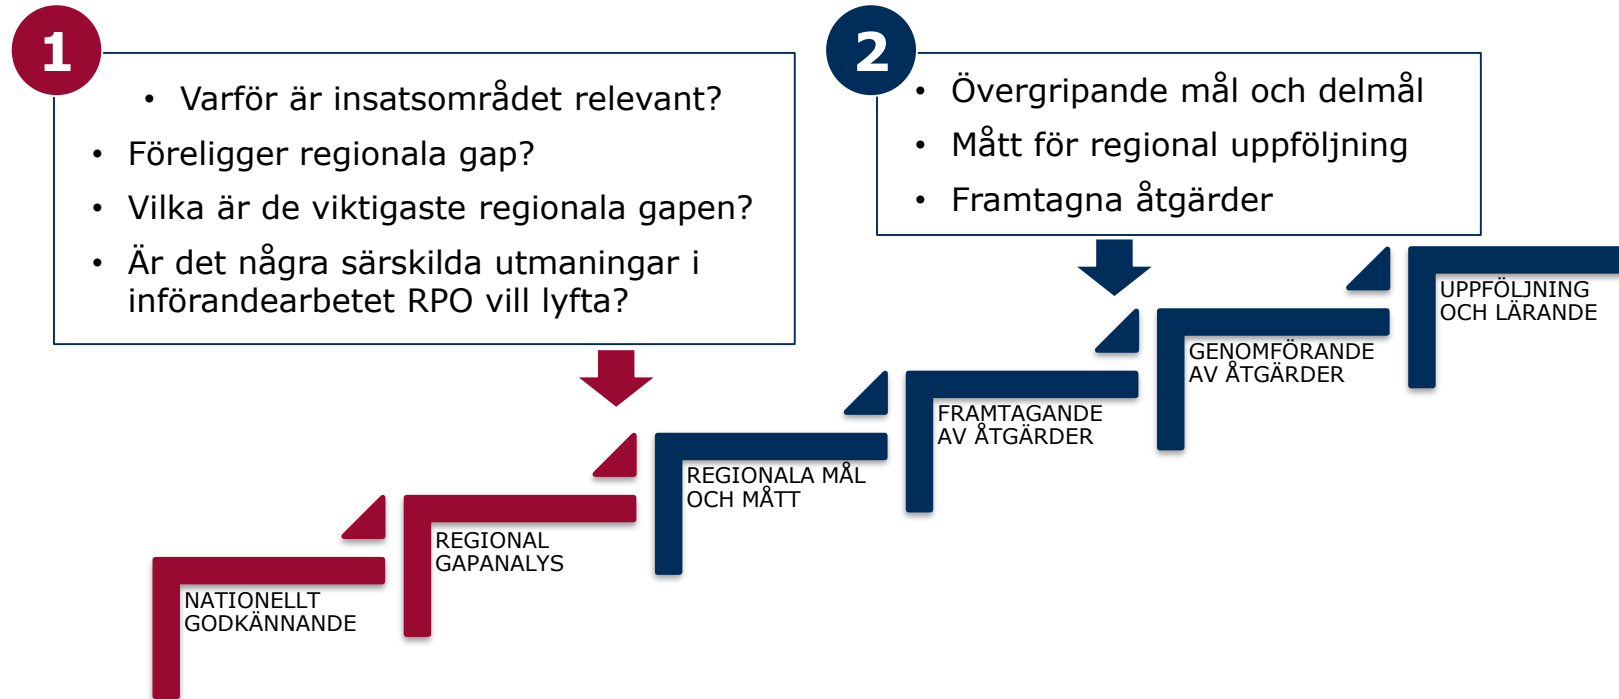 1
• Varför är insatsområdet relevant?
• Föreligger regionala gap?
• Vilka är de viktigaste regionala gapen?
• Är det några särskilda utmaningar i
införandearbetet RPO vill lyfta?
2
• Övergripande mål och delmål
• Mått för regional uppföljning
• Framtagna åtgärder
NATIONELLT
GODKÄNNANDE
REGIONAL
GAPANALYS
REGIONALA MÅL
OCH MÅTT
FRAMTAGANDE
AV ÅTGÄRDER
GENOMFÖRANDE
AV ÅTGÄRDER
UPPFÖLJNING
OCH LÄRANDE